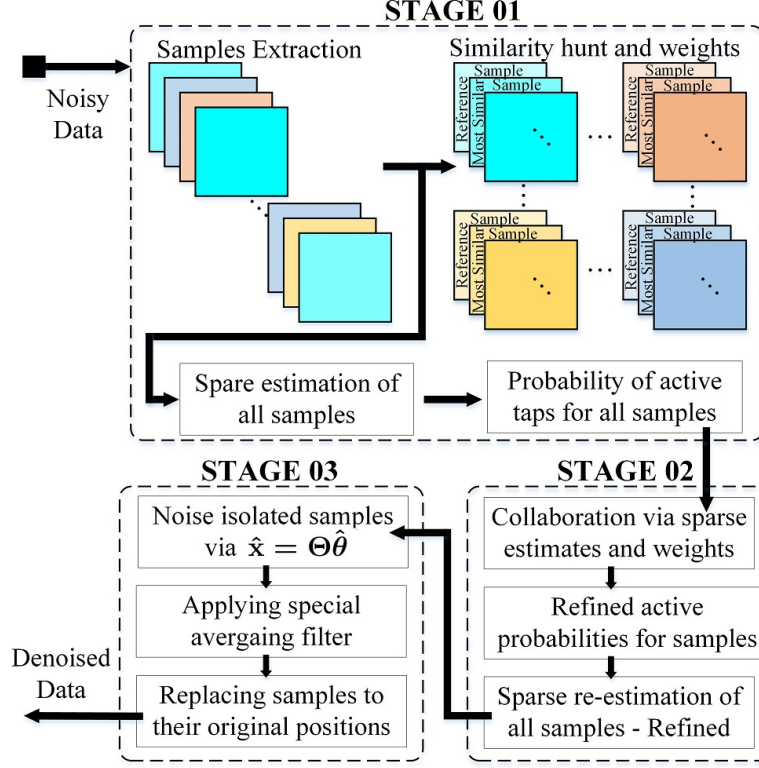 STAGE 01
Samples Extraction
Similarity hunt and weights
Noisy
Data
Reference
Sample
Most Similar
Sample
Reference
Sample
Most Similar
Sample
Reference
Sample
Most Similar
Sample
Reference
Sample
Most Similar
Sample
Spare estimation of
all samples
Probability of active
taps for all samples
STAGE 03
STAGE 02
Noise isolated samples
via x̂ = Θθ̂
Applying special
avergaing filter
Replacing samples to
their original positions
Denoised
Data
Collaboration via sparse
estimates and weights
Refined active
probabilities for samples
Sparse re-estimation of
all samples - Refined